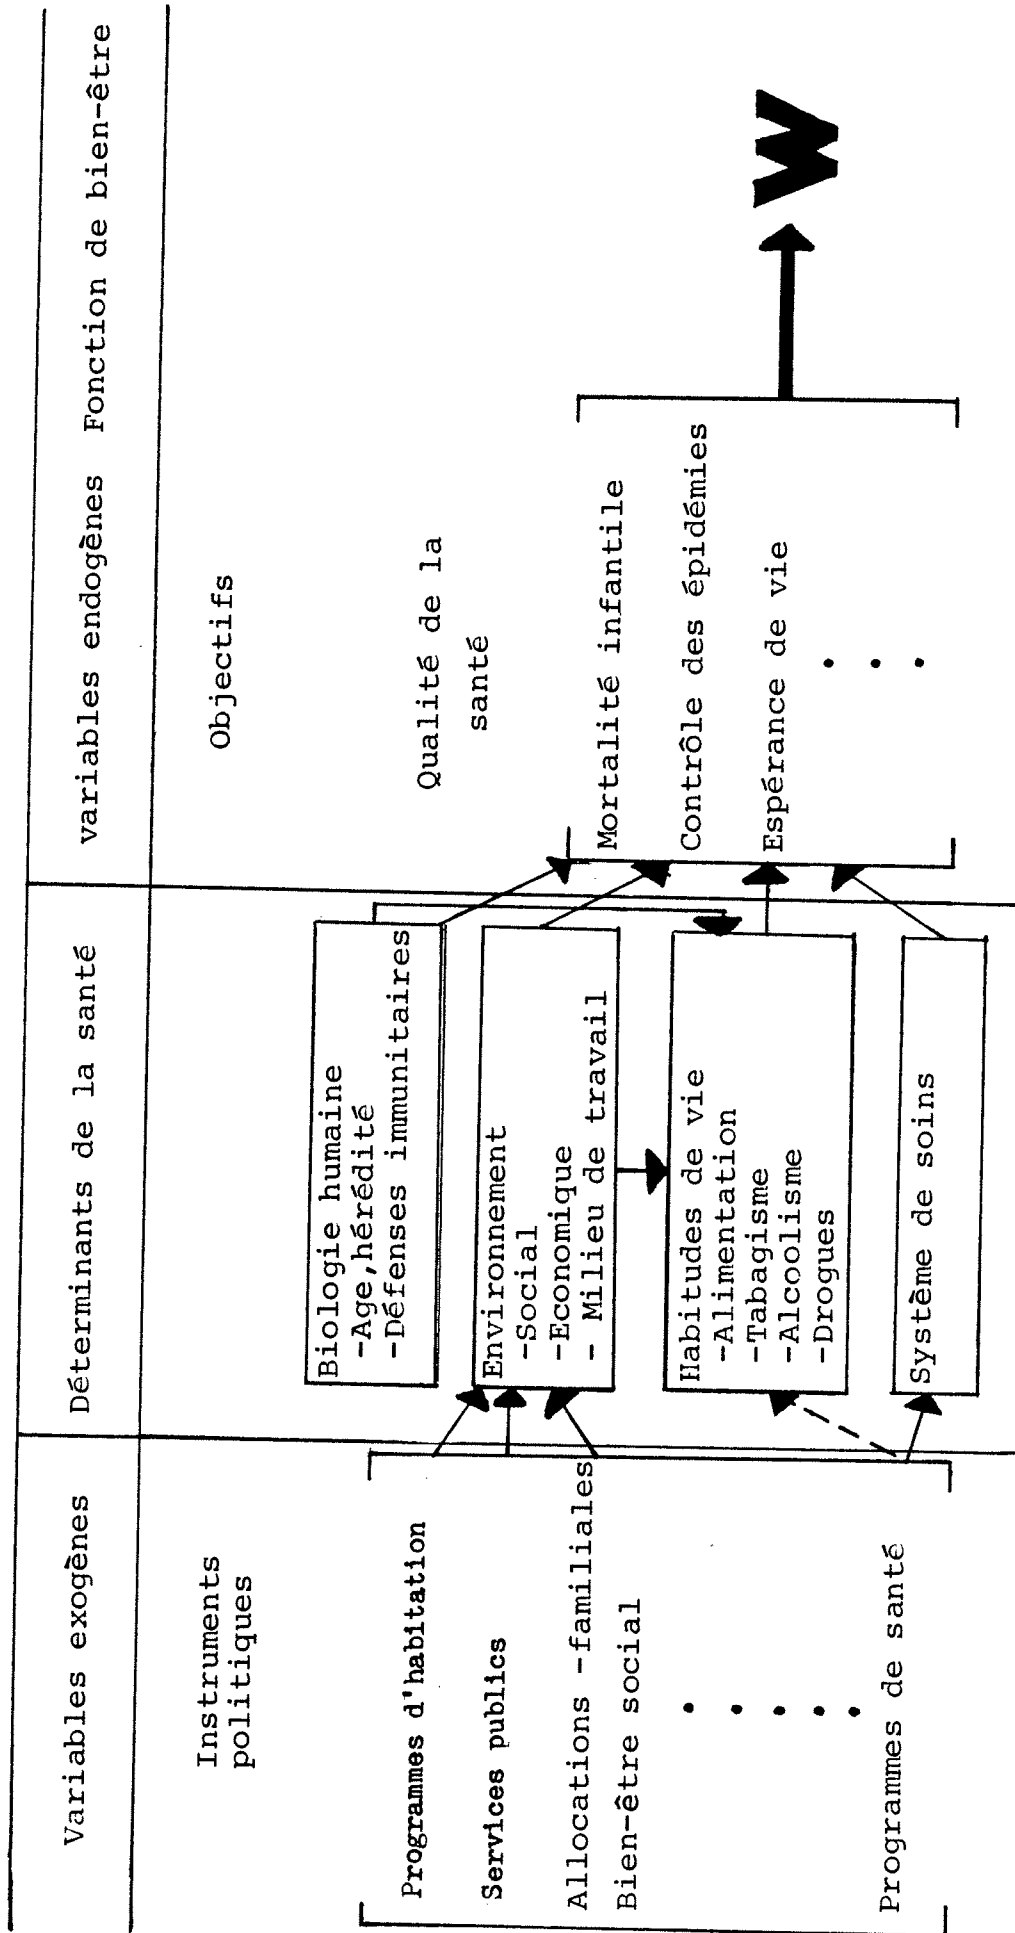 Variables exogènes
Déterminants de la santé
variables endogènes
Fonction de bien-être
Instruments
politiques
Programmes d'habitation
Services publics
Allocations -familiales
Bien-être social
. . . . .
Programmes de santé
Biologie humaine
-Age,hérédité
-Défenses immunitaires
Environnement
-Social
-Economique
- Milieu de travail
Habitudes de vie
-Alimentation
-Tabagisme
-Alcoolisme
-Drogues
Système de soins
Objectifs
Qualité de la
santé
Mortalité infantile
Contrôle des épidémies
Espérance de vie
. . .
W